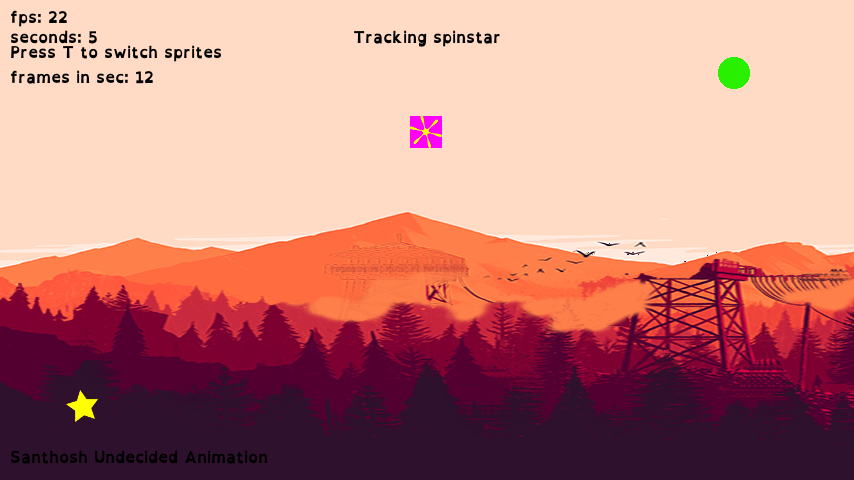 fps: 22
seconds: 5
Tracking spinstar
Press T to switch sprites
frames in sec: 12
Santhosh Undecided Animation